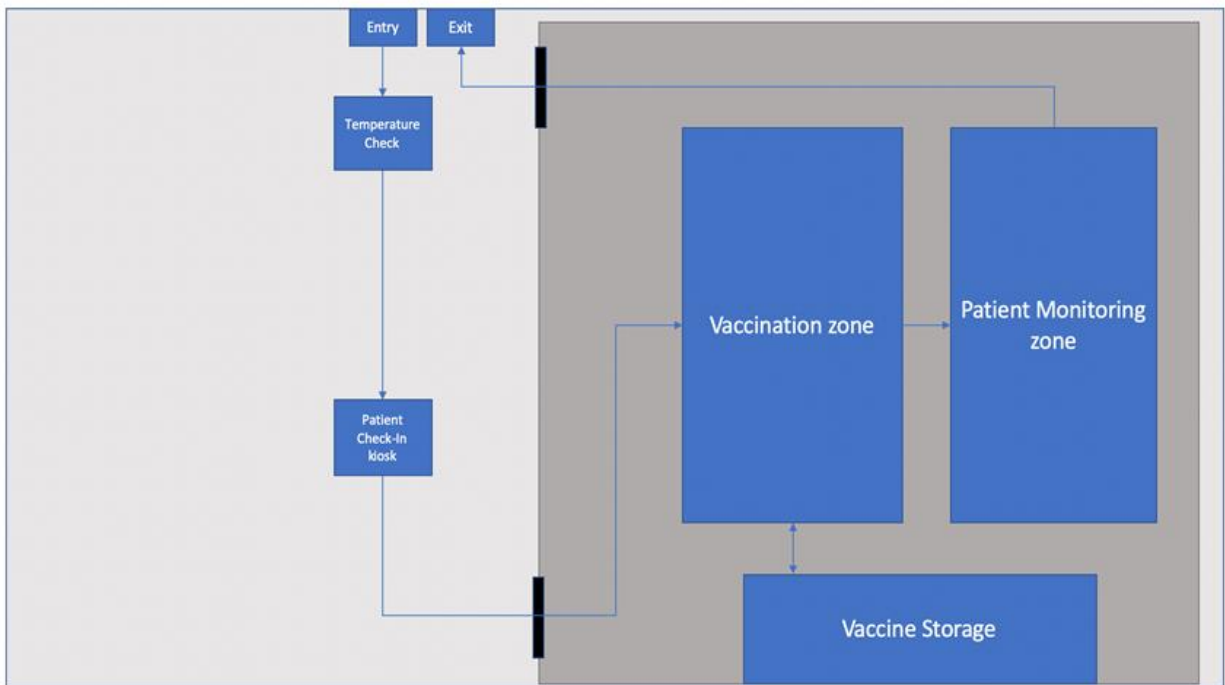 Entry
Exit
Temperature
Check
Patient
Check-In
kiosk
Vaccination zone
Patient Monitoring
zone
Vaccine Storage